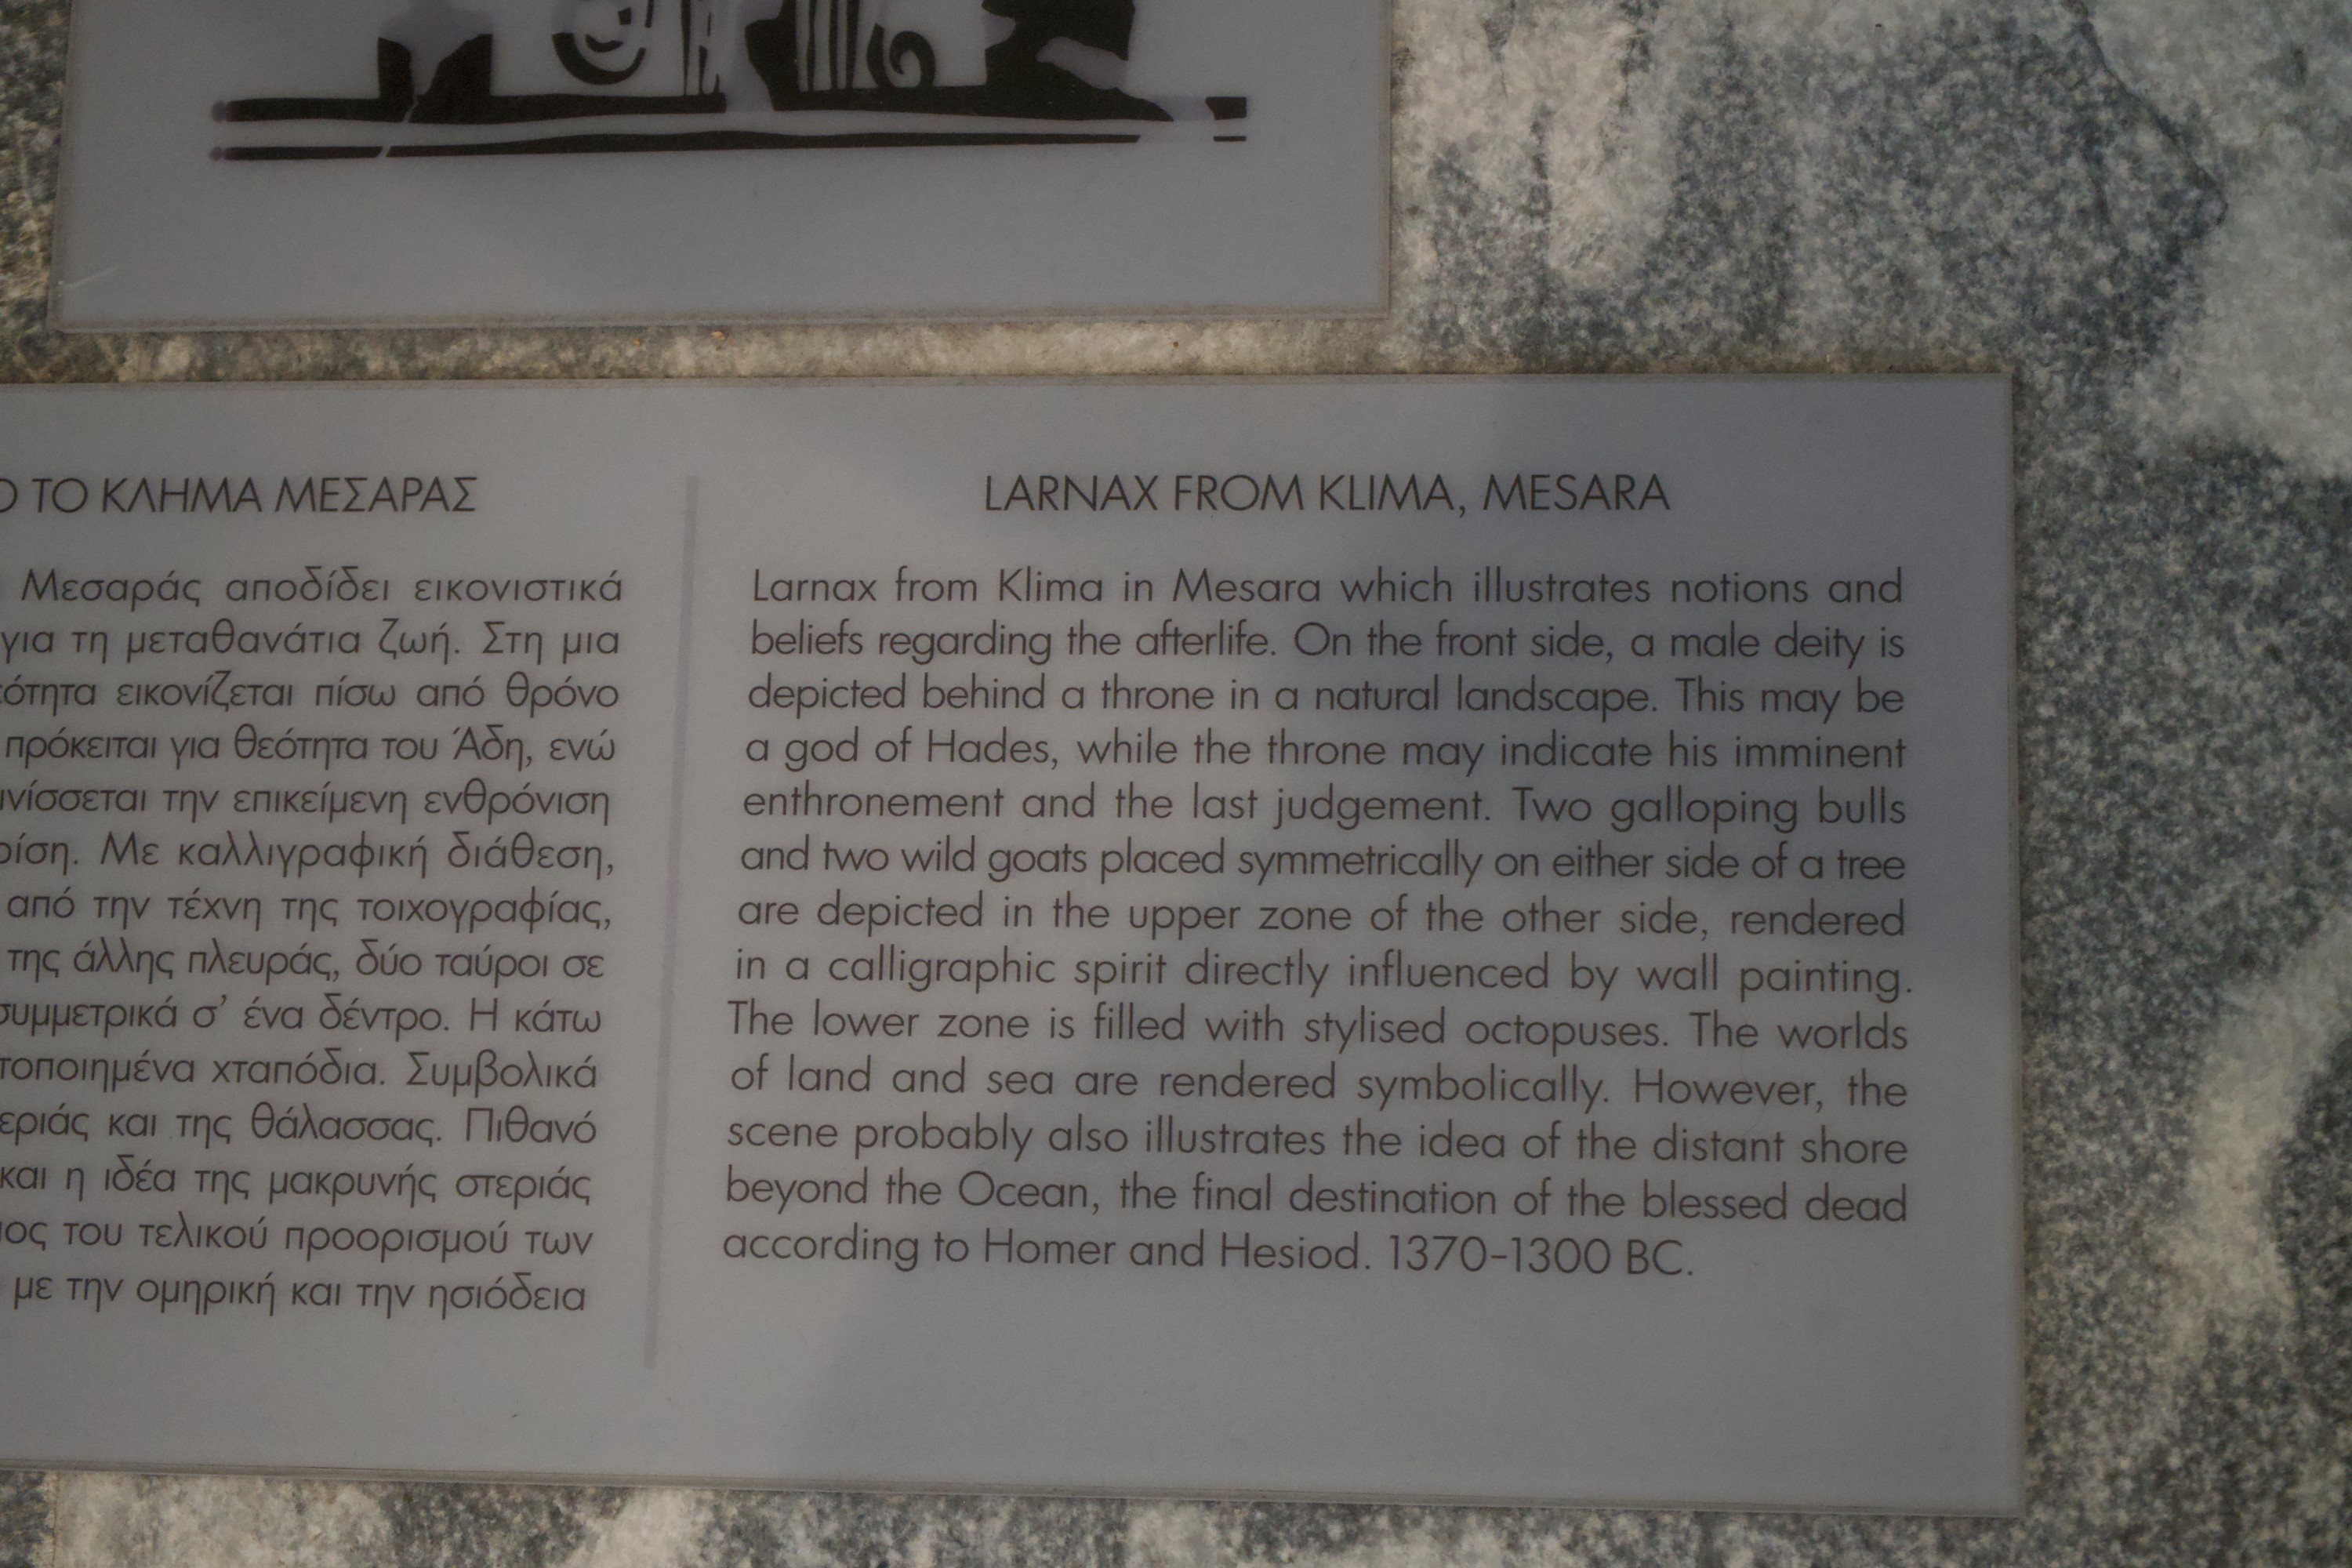 ΤΟ ΚΛΗΜΑ ΜΕΣΑΡΑΣ
Μεσαράς αποδίδει εικονιστικά
για τη μεταθανάτια ζωή. Στη μια
εικονίζεται πίσω από θρόνο
πρόκειται για θεότητα του Άδη, ενώ
την επικείμενη ενθρόνιση
Με καλλιγραφική διάθεση,
από την τέχνη της τοιχογραφίας,
της άλλης πλευράς, δύο ταύροι σε
συμμετρικά σ' ένα δέντρο. Η κάτω
χταπόδια. Συμβολικά
και της θάλασσας. Πιθανό
και η ιδέα της μακρυνής στεριάς
του τελικού προορισμού των
με την ομηρική και την ησιόδεια
LARNAX FROM KLIMA, MESARA
Larnax from Klima in Mesara which illustrates notions and
beliefs regarding the afterlife. On the front side, a male deity is
depicted behind a throne in a natural landscape. This may be
a god of Hades, while the throne may indicate his imminent
enthronement and the last judgement. Two galloping bulls
and two wild goats placed symmetrically on either side of a tree
are depicted in the upper zone of the other side, rendered
in a calligraphic spirit directly influenced by wall painting.
The lower zone is filled with stylised octopuses. The worlds
of land and sea are rendered symbolically. However, the
scene probably also illustrates the idea of the distant shore
beyond the Ocean, the final destination of the blessed dead
according to Homer and Hesiod. 1370-1300 BC.